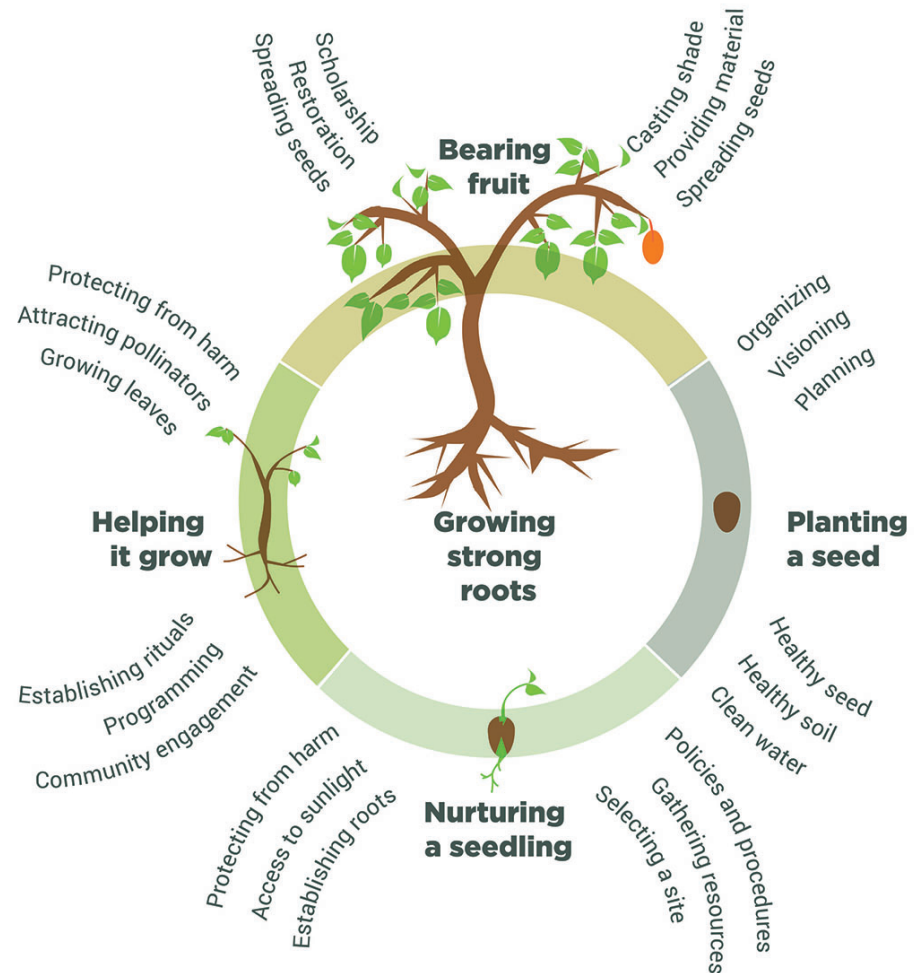 Scholarship
Restoration
Spreading seeds
Bearing
fruit
Casting shade
Providing material
Spreading seeds
Organizing
Visioning
Planning
Planting
a seed
Healthy seed
Healthy soil
Clean water
Policies and procedures
Gathering resources
Selecting a site
Nurturing
a seedling
Protecting from harm
Access to sunlight
Establishing roots
Establishing rituals
Programming
Community engagement
Helping
it grow
Protecting from harm
Attracting pollinators
Growing leaves
Growing
strong
roots